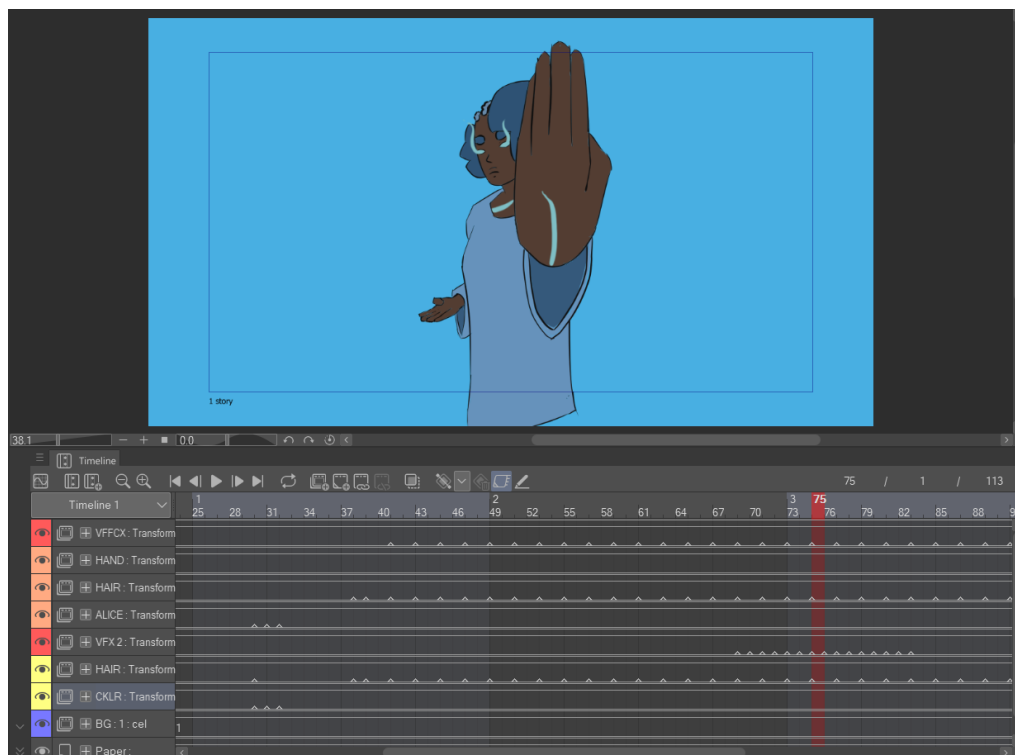 1 story
38.1 0.0
Timeline
75 / 1 / 113
Timeline 1
1 2 3 75
25 28 31 34 37 40 43 46 49 52 55 58 61 64 67 70 73 76 79 82 85 88 9
VFFCX : Transform
HAND : Transform
HAIR : Transform
ALICE : Transform
VFX 2 : Transform
HAIR : Transform
CKLR : Transform
BG : 1 : cel 1
Paper :